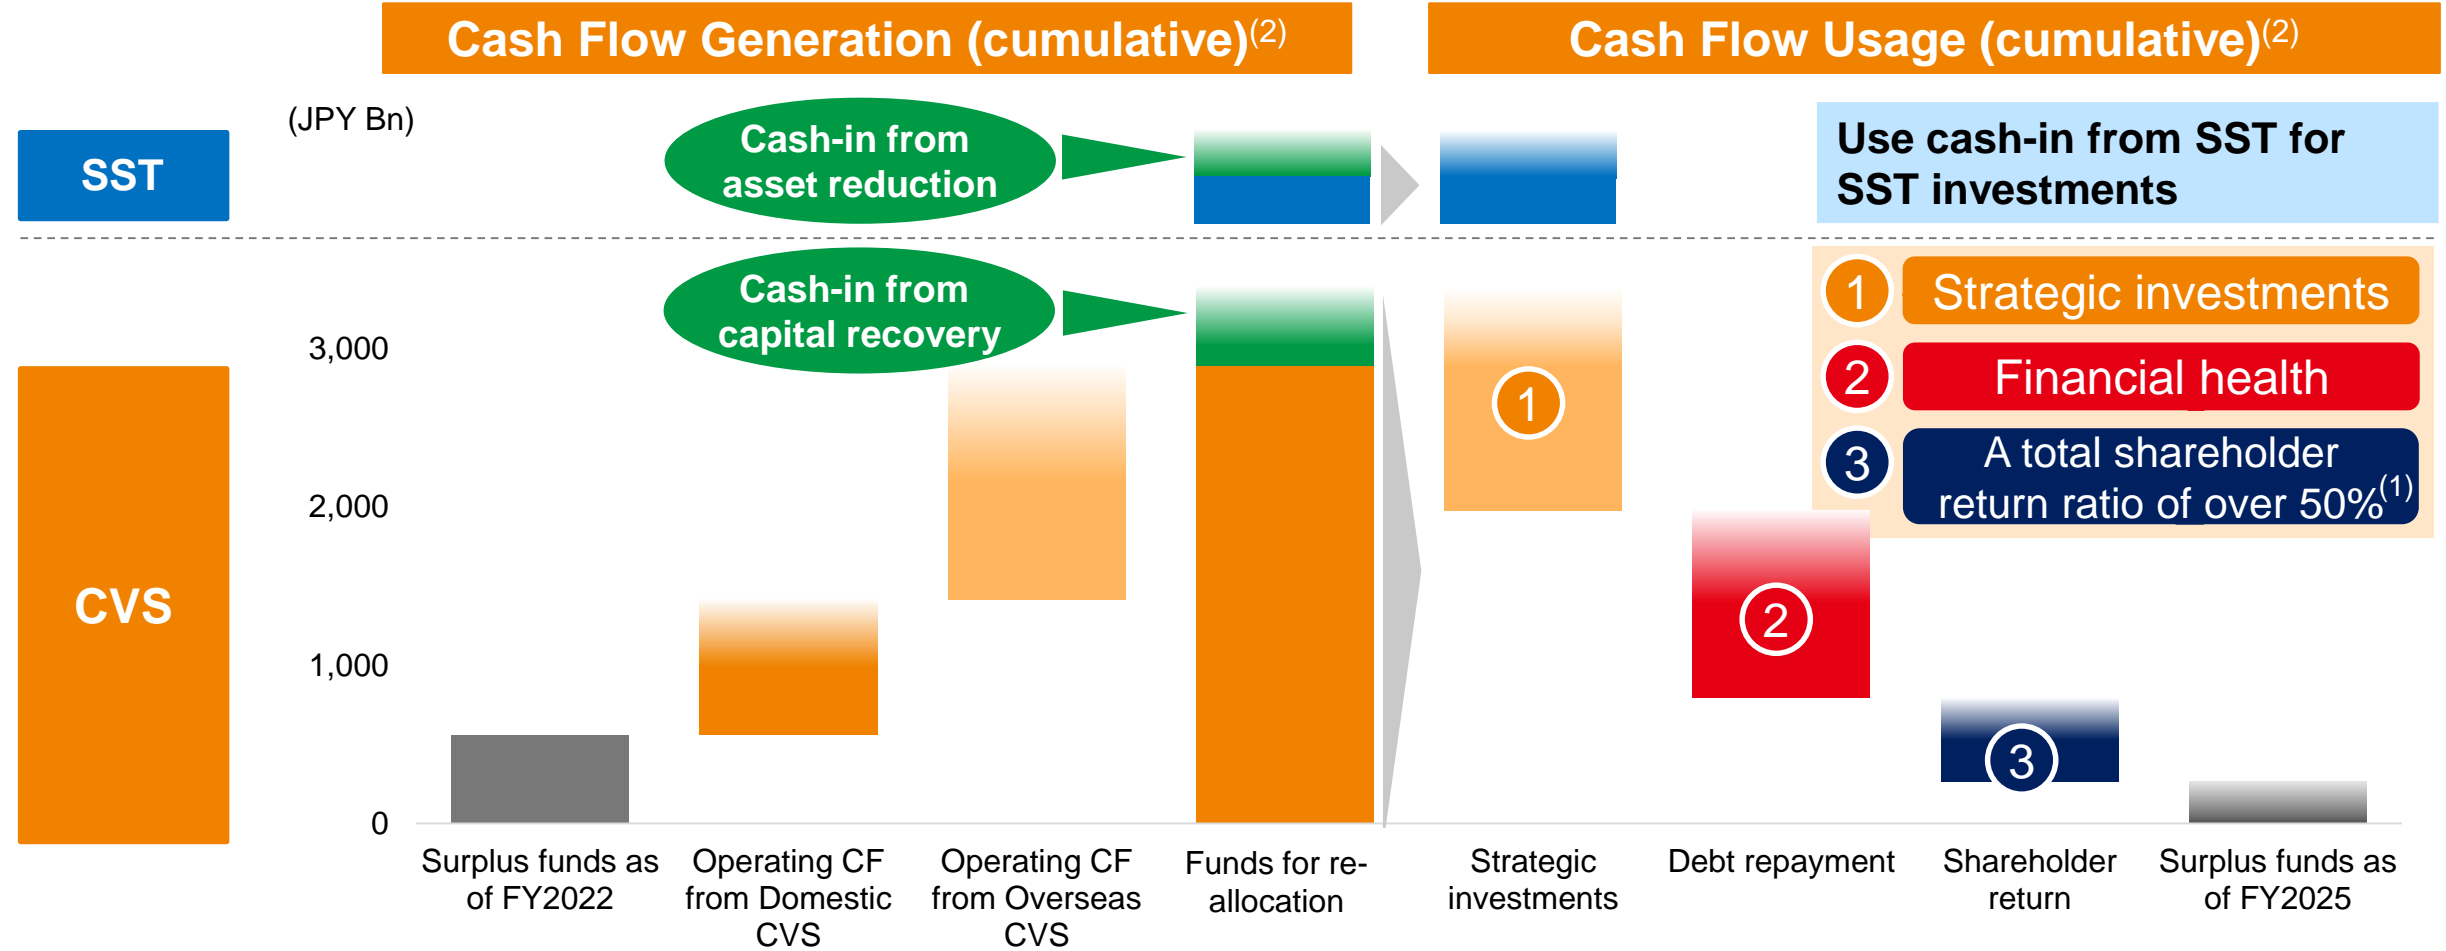 Cash Flow Generation (cumulative)(2)
Cash Flow Usage (cumulative)(2)
(JPY Bn)
SST
Cash-in from
asset reduction
Use cash-in from SST for
SST investments
Cash-in from
capital recovery
CVS
3,000
2,000
1,000
0
1
2
3
1
Strategic investments
2
Financial health
3
A total shareholder
return ratio of over 50%(1)
Surplus funds as
of FY2022
Operating CF
from Domestic
CVS
Operating CF
from Overseas
CVS
Funds for re-
allocation
Strategic
investments
Debt repayment
Shareholder
return
Surplus funds as
of FY2025